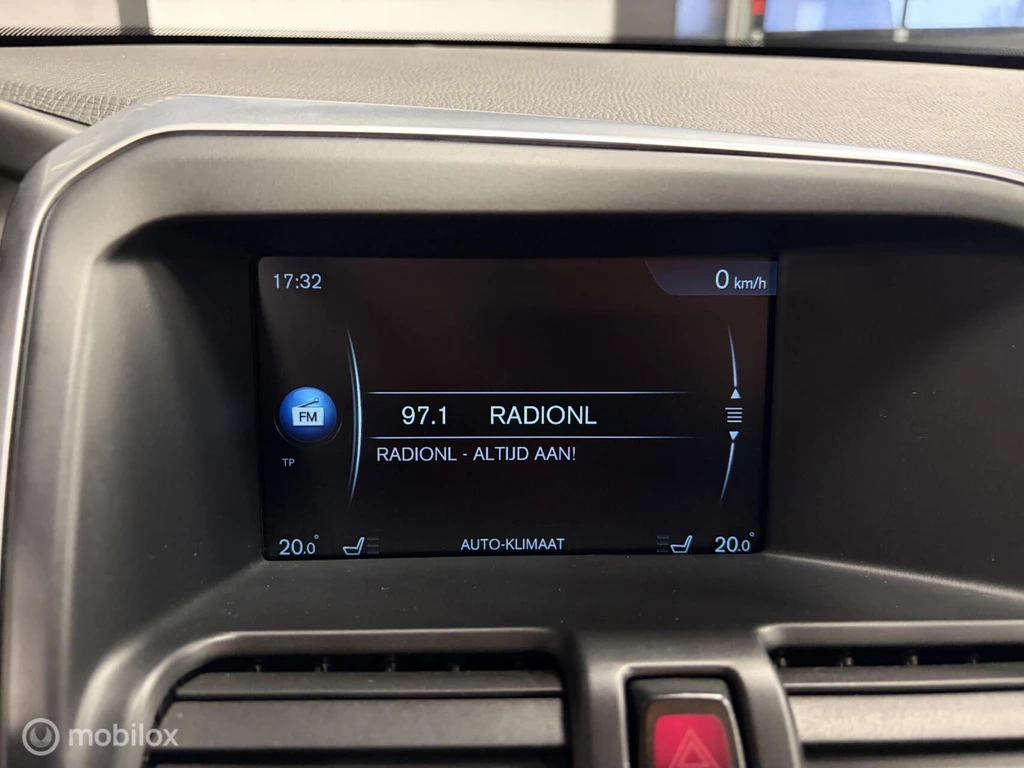 17:32 0 km/h
FM
97.1 RADIONL
TP
RADIONL - ALTIJD AAN!
20.0° AUTO-KLIMAAT 20.0°
mobilox